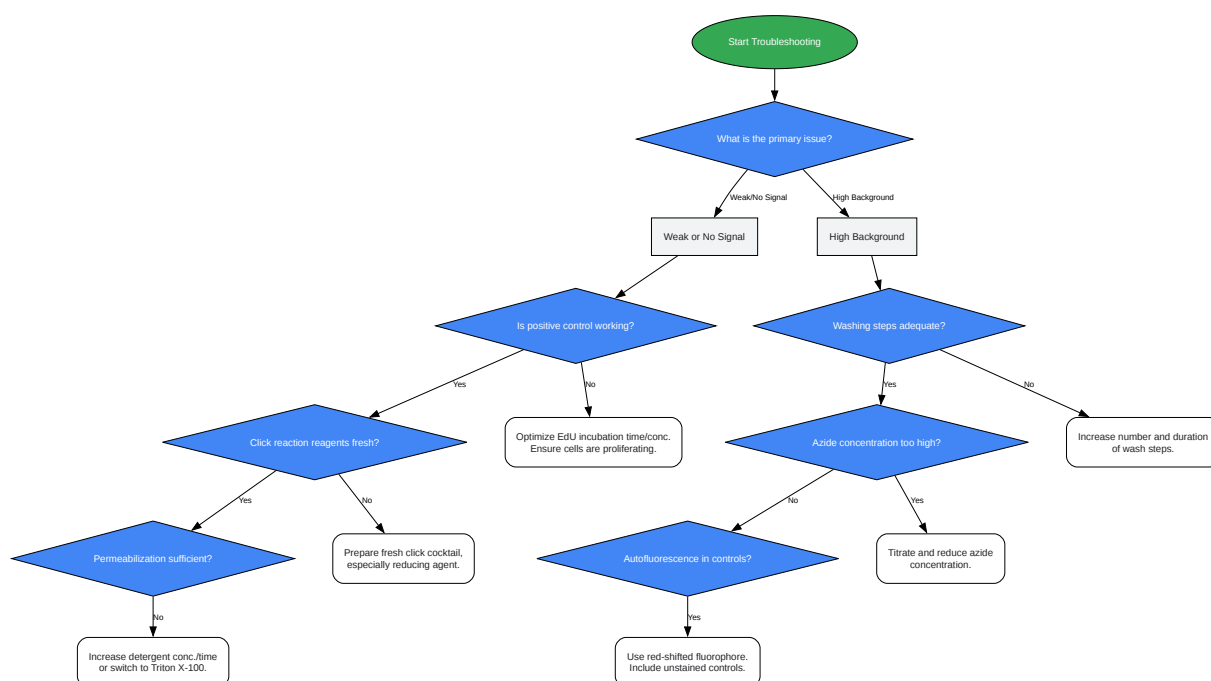 Start Troubleshooting
What is the primary issue?
Weak/No Signal
High Background
Weak or No Signal
High Background
Is positive control working?
Washing steps adequate?
Yes
No
Yes
No
Click reaction reagents fresh?
Optimize EdU incubation time/conc.
Ensure cells are proliferating.
Azide concentration too high?
Increase number and duration
of wash steps.
Yes
No
No
Yes
Permeabilization sufficient?
Prepare fresh click cocktail,
especially reducing agent.
Autofluorescence in controls?
Titrate and reduce azide
concentration.
No
Yes
Increase detergent conc./time
or switch to Triton X-100.
Use red-shifted fluorophore.
Include unstained controls.